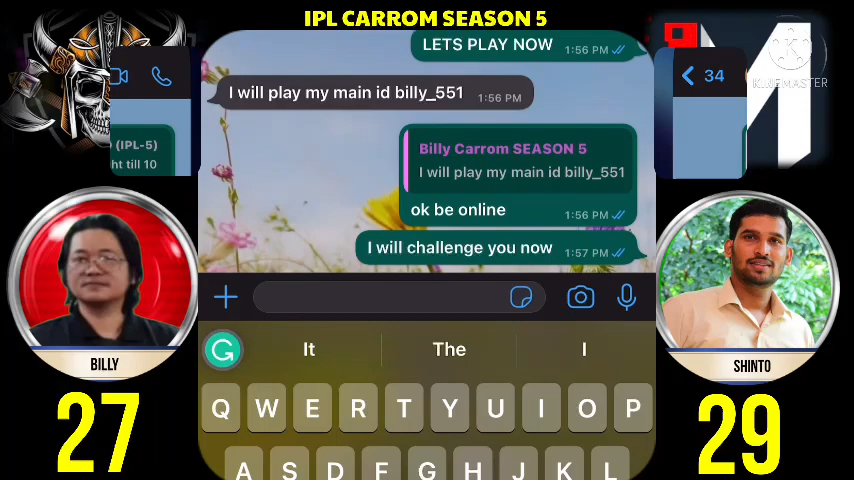 IPL CARROM SEASON 5
LETS PLAY NOW
1:56 PM
I will play my main id billy_551
1:56 PM
Billy Carrom SEASON 5
I will play my main id billy_551
ok be online
1:56 PM
I will challenge you now
1:57 PM
(IPL-5)
ht till 10
34
KINEMASTER
M
BILLY
27
SHINTO
29
It The I
Q W E R T Y U I O P
A S D F G H J K L